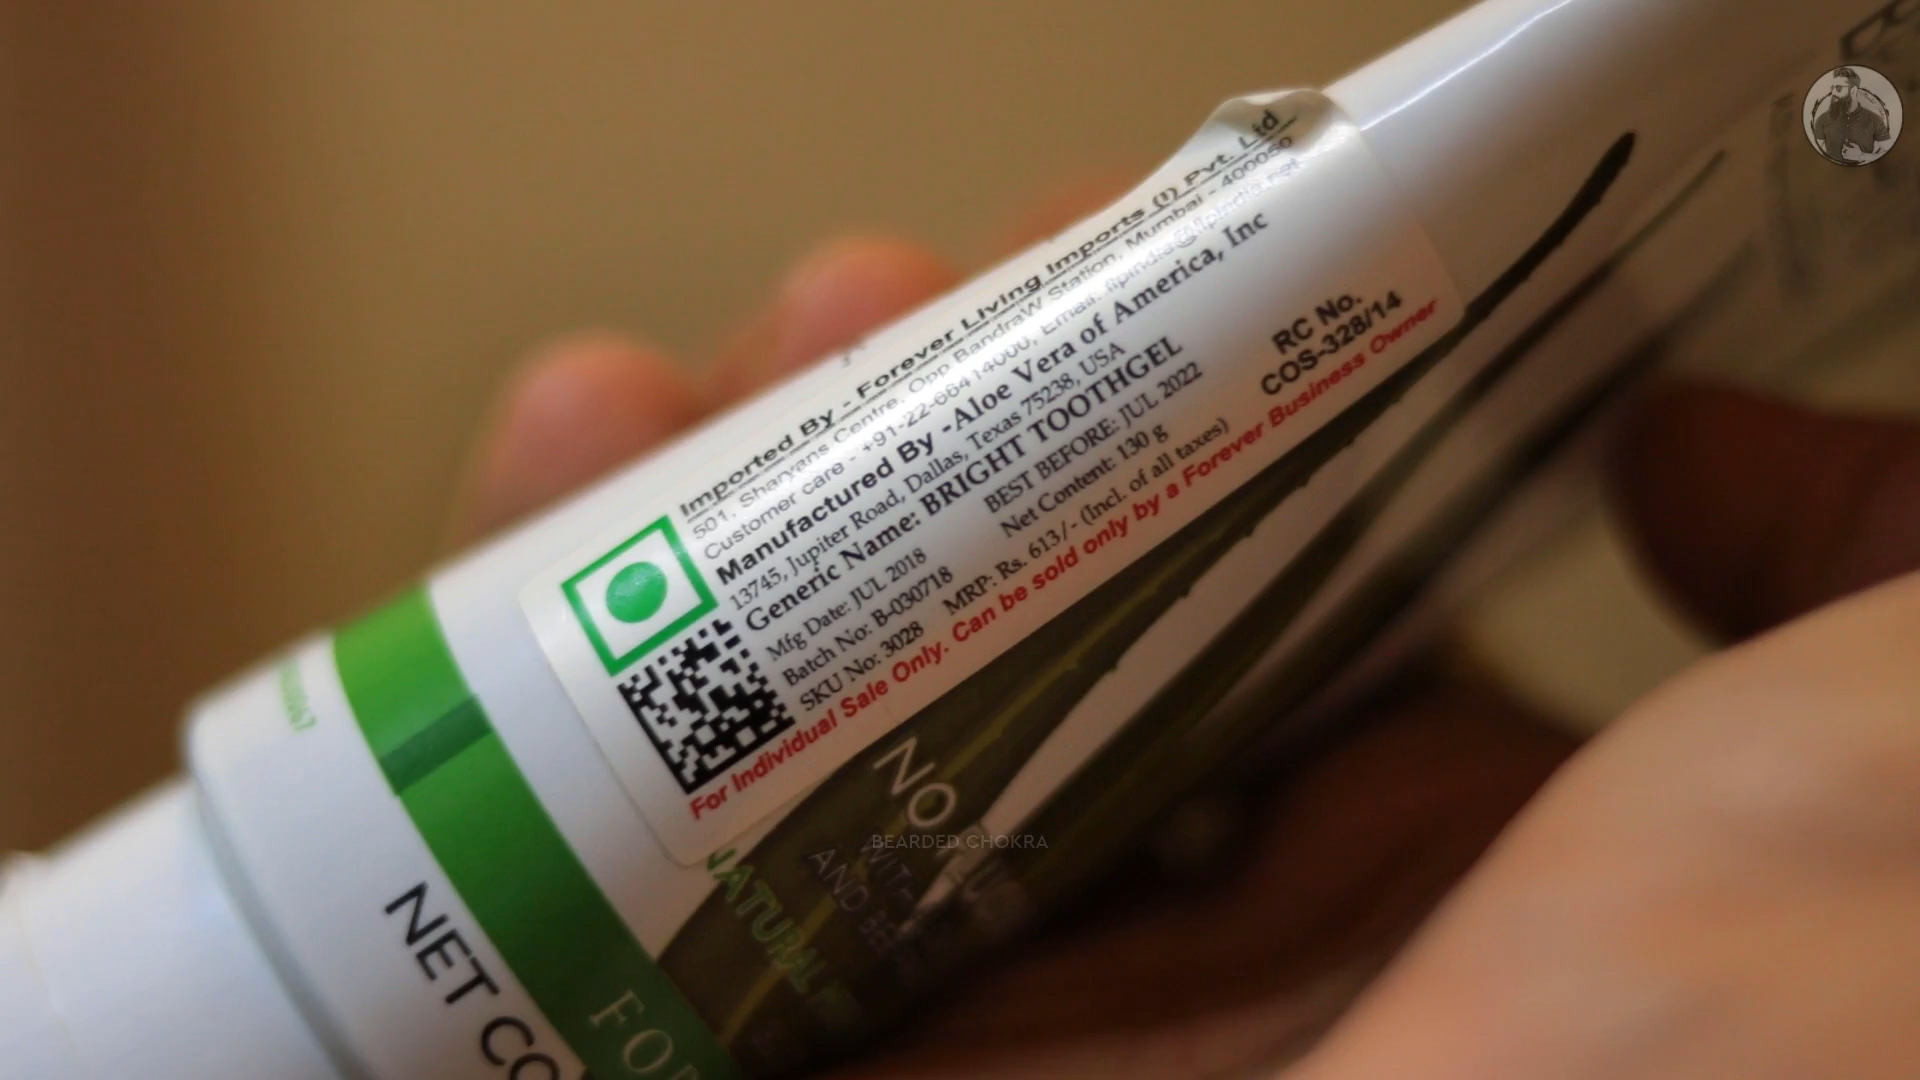 Imported By - Forever Living Imports (I) Pvt. Ltd
501, Sharyans Centre, Opp. BandraW Station, Mumbai - 400050
Customer care - +91-22-66414000, Email: flpindia@flpindia.net
Manufactured By -Aloe Vera of America, Inc
13745, Jupiter Road, Dallas, Texas 75238, USA
Generic Name: BRIGHT TOOTHGEL
Mfg Date: JUL 2018 BEST BEFORE: JUL 2022
Batch No: B-030718 Net Content: 130 g
SKU No: 3028 MRP: Rs. 613/- (Incl. of all taxes)
RC No.
COS-328/14
For Individual Sale Only. Can be sold only by a Forever Business Owner
NO
AND
NATURAL
NET
BEARDED CHOKRA